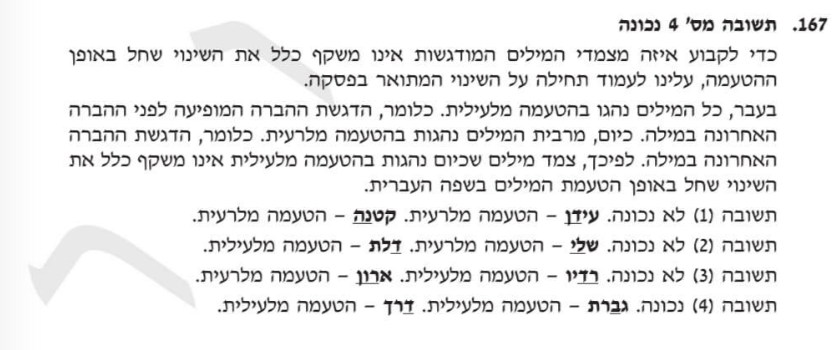 167. תשובה מס' 4 נכונה
כדי לקבוע איזה מצמדי המילים המודגשות אינו משקף כלל את השינוי שחל באופן
ההטעמה, עלינו לעמוד תחילה על השינוי המתואר בפסקה.
בעבר, כל המילים נהגו בהטעמה מלעילית. כלומר, הדגשת ההברה המופיעה לפני ההברה
האחרונה במילה. כיום, מרבית המילים נהגות בהטעמה מלרעית. כלומר, הדגשת ההברה
האחרונה במילה. לפיכך, צמד מילים שכיום נהגות בהטעמה מלעילית אינו משקף כלל את
השינוי שחל באופן הטעמת המילים בשפה העברית.
תשובה (1) לא נכונה. עידן – הטעמה מלרעית. קטנה – הטעמה מלרעית.
תשובה (2) לא נכונה. שלי – הטעמה מלרעית. דלת – הטעמה מלעילית.
תשובה (3) לא נכונה. רדיו – הטעמה מלעילית. ארון – הטעמה מלרעית.
תשובה (4) נכונה. גברת – הטעמה מלעילית. דרך – הטעמה מלעילית.